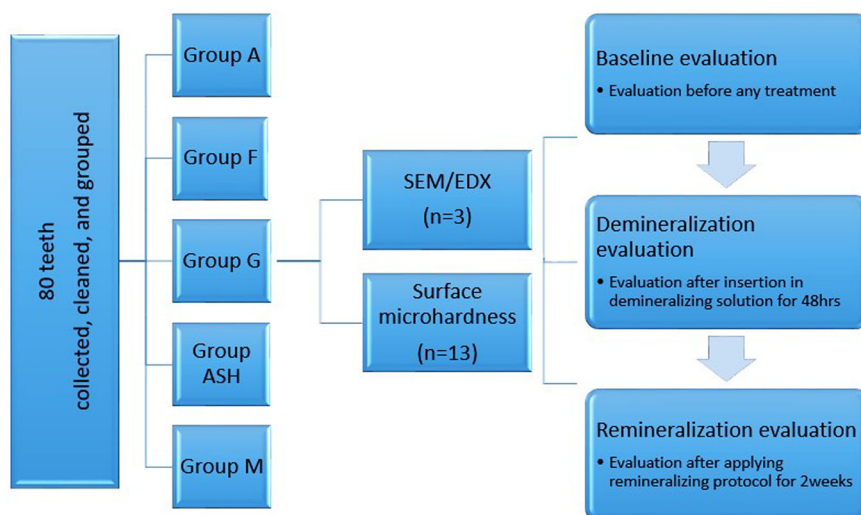 80 teeth
collected, cleaned, and grouped
Group A
Group F
Group G
Group
ASH
Group M
SEM/EDX
(n=3)
Surface
microhardness
(n=13)
Baseline evaluation
• Evaluation before any treatment
Demineralization
evaluation
• Evaluation after insertion in
demineralizing solution for 48hrs
Remineralization evaluation
• Evaluation after applying
remineralizing protocol for 2weeks